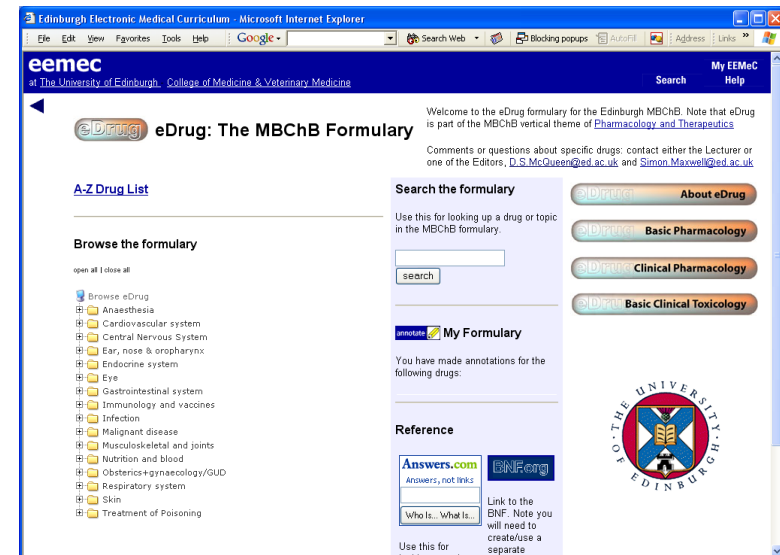 Edinburgh Electronic Medical Curriculum - Microsoft Internet Explorer
File Edit View Favorites Tools Help Google Search Web Blocking popups AutoFill Address Links »
eemec
My EEMeC
at The University of Edinburgh College of Medicine & Veterinary Medicine
Search Help
eDrug eDrug: The MBChB Formulary
Welcome to the eDrug formulary for the Edinburgh MBChB. Note that eDrug
is part of the MBChB vertical theme of Pharmacology and Therapeutics
Comments or questions about specific drugs: contact either the Lecturer or
one of the Editors, D.S.McQueen@ed.ac.uk and Simon.Maxwell@ed.ac.uk
A-Z Drug List
Browse the formulary
open all | close all
Browse eDrug
Anaesthesia
Cardiovascular system
Central Nervous System
Ear, nose & oropharynx
Endocrine system
Eye
Gastrointestinal system
Immunology and vaccines
Infection
Malignant disease
Musculoskeletal and joints
Nutrition and blood
Obsterics+gynaecology/GUD
Respiratory system
Skin
Treatment of Poisoning
Search the formulary
Use this for looking up a drug or topic
in the MBChB formulary.
search
annotate My Formulary
You have made annotations for the
following drugs:
Reference
Answers.com
Answers, not links
Who Is... What Is...
Use this for
BNF.org
Link to the
BNF. Note you
will need to
create/use a
separate
eDrug About eDrug
eDrug Basic Pharmacology
eDrug Clinical Pharmacology
eDrug Basic Clinical Toxicology
THE UNIVERSITY OF EDINBURGH